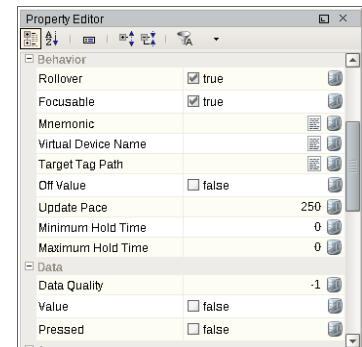 Property Editor
Behavior
Rollover true
Focusable true
Mnemonic
Virtual Device Name
Target Tag Path
Off Value false
Update Pace 250
Minimum Hold Time 0
Maximum Hold Time 0
Data
Data Quality -1
Value false
Pressed false